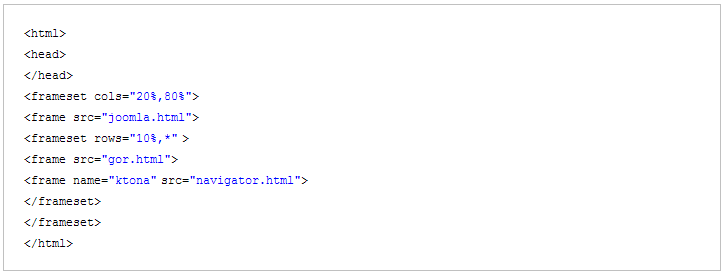 <html>
<head>
</head>
<frameset cols="20%,80%">
<frame src="joomla.html">
<frameset rows="10%,*" >
<frame src="gor.html">
<frame name="ktona" src="navigator.html">
</frameset>
</frameset>
</html>